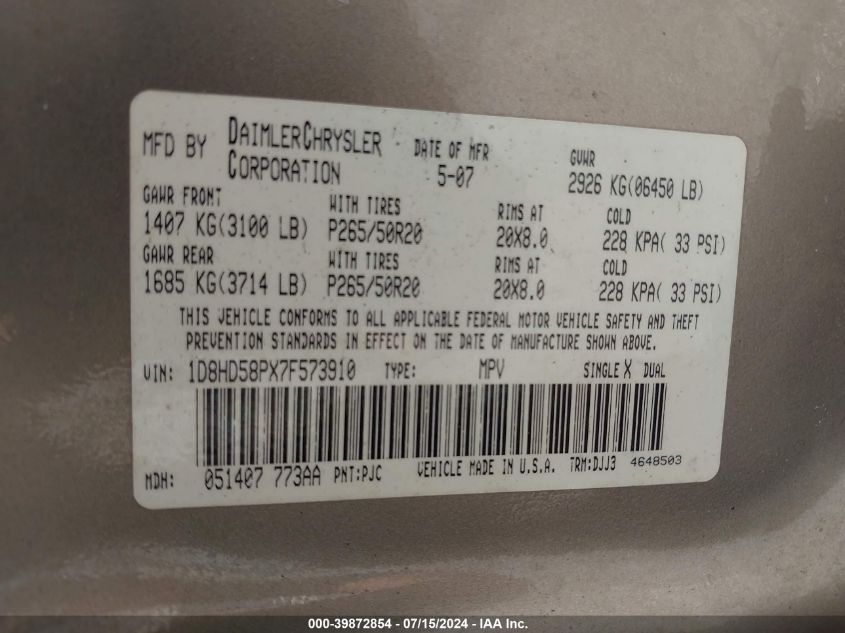 MFD BY DAIMLERCHRYSLER CORPORATION DATE OF MFR 5-07 GVWR 2926 KG(06450 LB)
GAWR FRONT WITH TIRES RIMS AT COLD
1407 KG(3100 LB) P265/50R20 20X8.0 228 KPA( 33 PSI)
GAWR REAR WITH TIRES RIMS AT COLD
1685 KG(3714 LB) P265/50R20 20X8.0 228 KPA( 33 PSI)
THIS VEHICLE CONFORMS TO ALL APPLICABLE FEDERAL MOTOR VEHICLE SAFETY AND THEFT
PREVENTION STANDARDS IN EFFECT ON THE DATE OF MANUFACTURE SHOWN ABOVE.
VIN: 1D8HD58PX7F573910 TYPE: MPV SINGLE X DUAL
MDH: 051407 773AA PNT:PJC VEHICLE MADE IN U.S.A. TRM:DJJ3 4648503
000-39872854 - 07/15/2024 - IAA Inc.